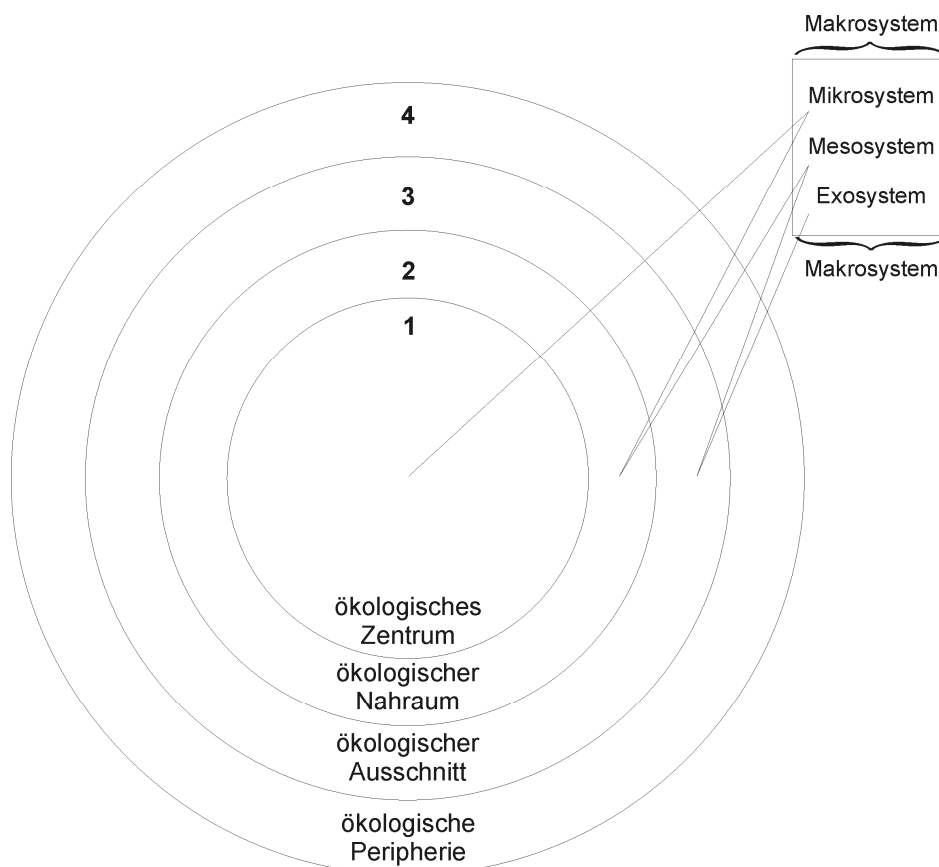 Makrosystem
Mikrosystem
Mesosystem
Exosystem
Makrosystem
4
3
2
1
ökologisches
Zentrum
ökologischer
Nahraum
ökologischer
Ausschnitt
ökologische
Peripherie